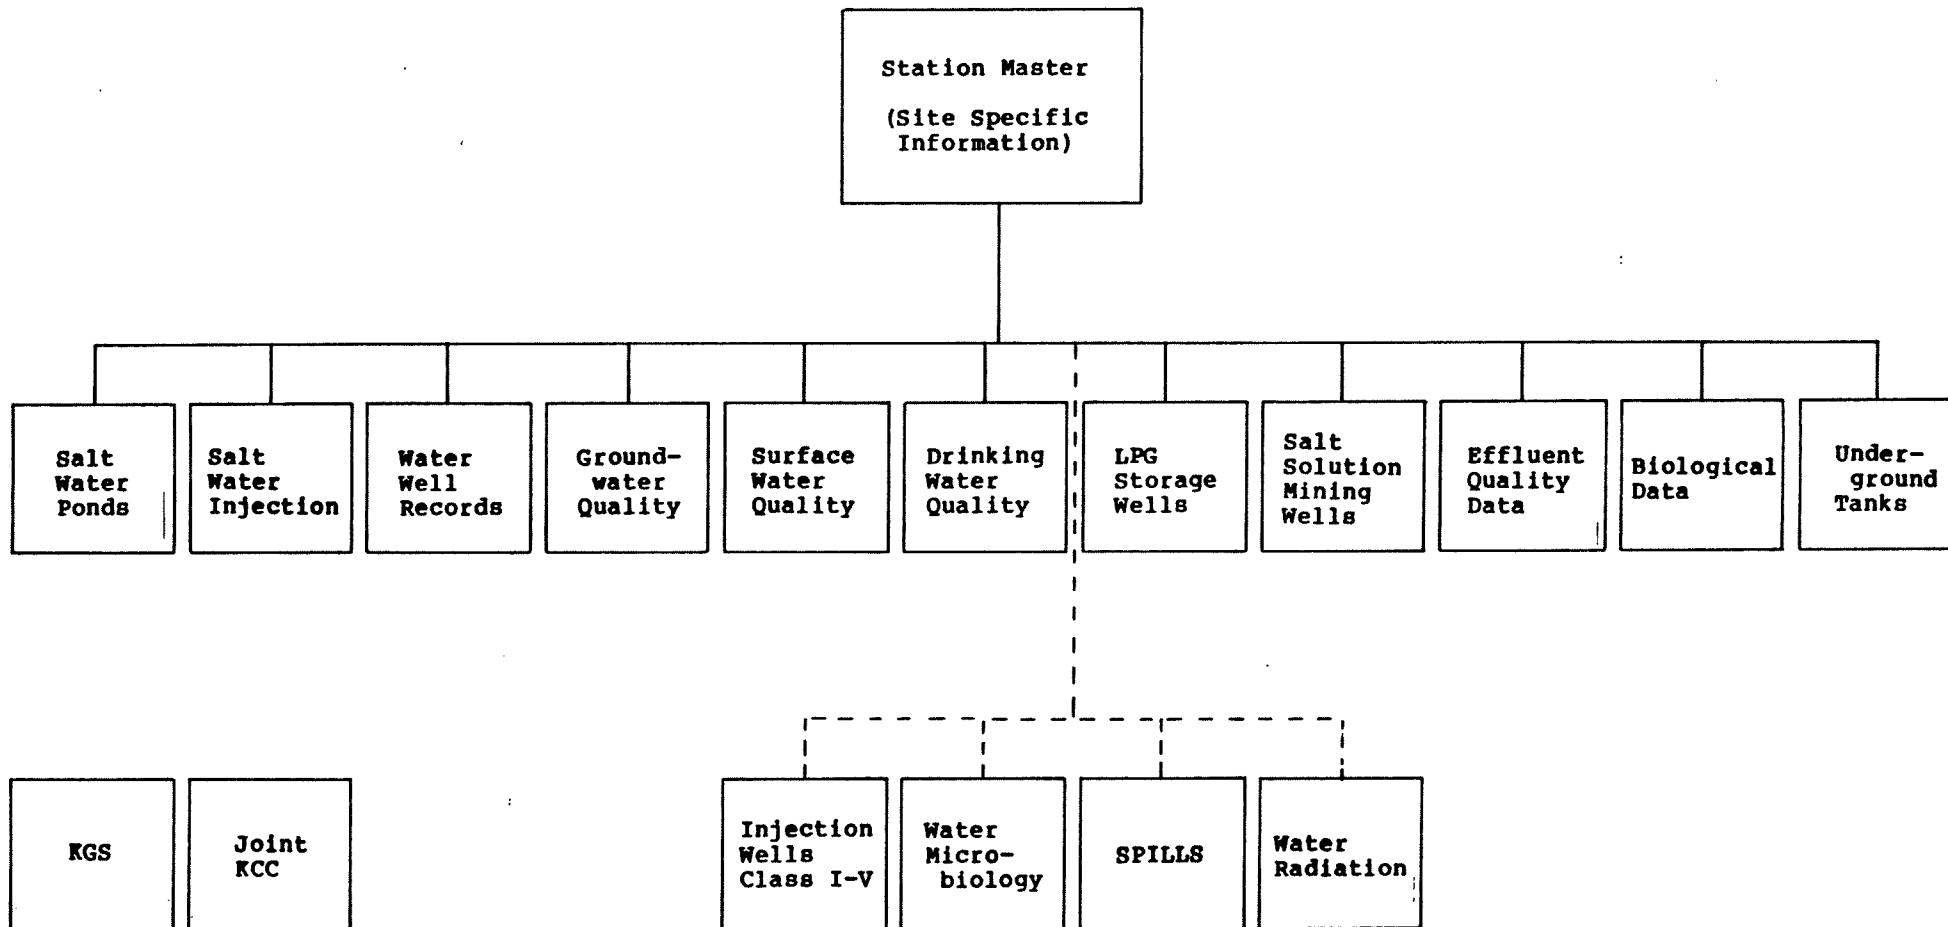 Station Master
(Site Specific
Information)
Salt
Water
Ponds
Salt
Water
Injection
Water
Well
Records
Ground-
water
Quality
Surface
Water
Quality
Drinking
Water
Quality
LPG
Storage
Wells
Salt
Solution
Mining
Wells
Effluent
Quality
Data
Biological
Data
Under-
ground
Tanks
KGS
Joint
KCC
Injection
Wells
Class I-V
Water
Micro-
biology
SPILLS
Water
Radiation